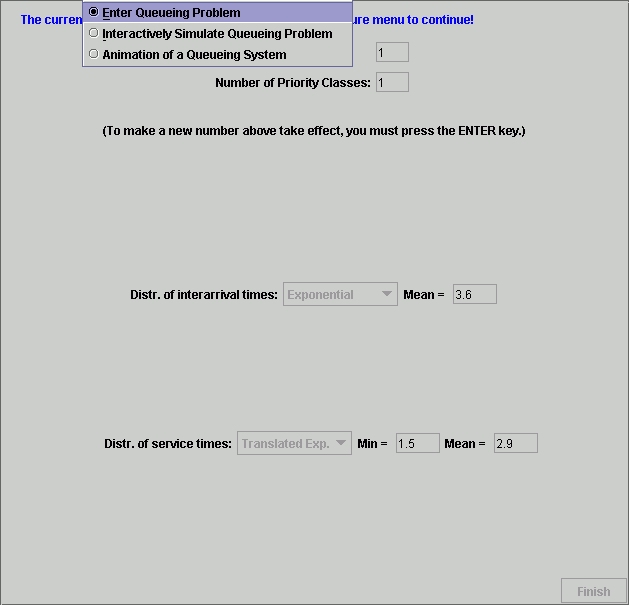 Enter Queueing Problem
The curren
ure menu to continue!
Interactively Simulate Queueing Problem
Animation of a Queueing System
1
Number of Priority Classes: 1
(To make a new number above take effect, you must press the ENTER key.)
Distr. of interarrival times: Exponential Mean = 3.6
Distr. of service times: Translated Exp. Min = 1.5 Mean = 2.9
Finish